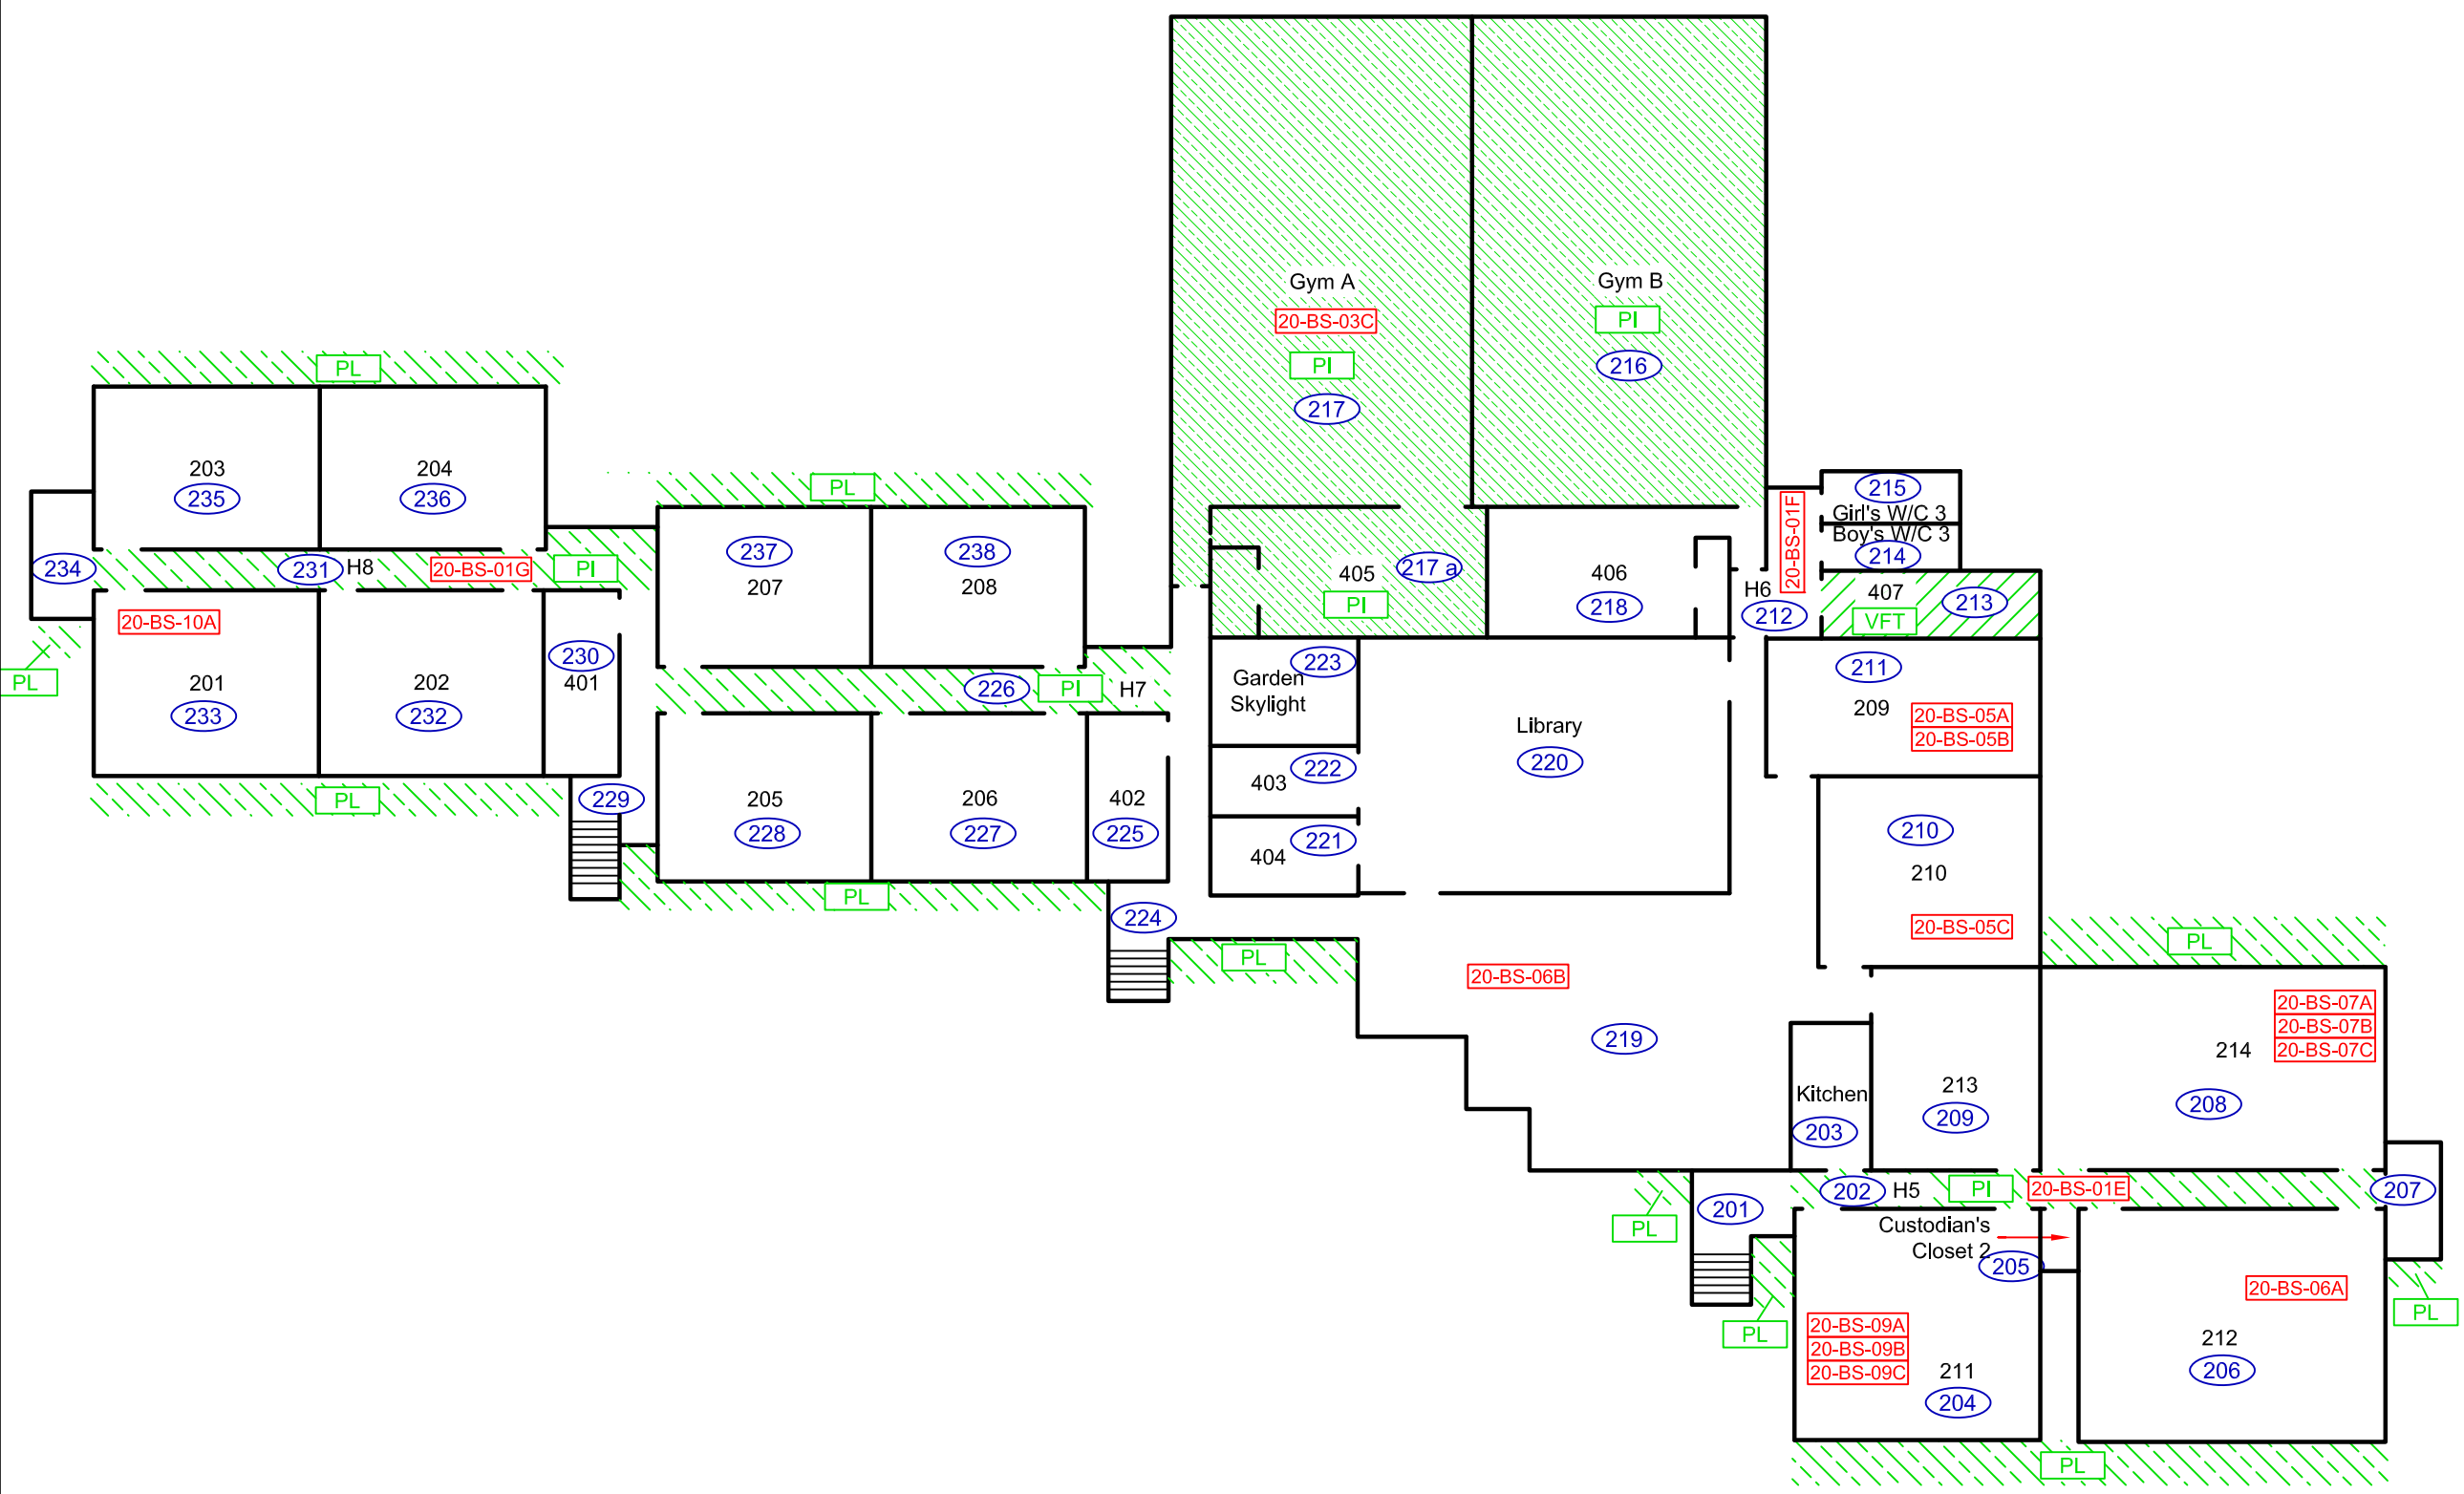 Gym A
20-BS-03C
PI
217
Gym B
PI
216
PL
203
235
204
236
234
231
H8
20-BS-01G
PI
20-BS-10A
PL
201
233
202
232
230
401
PL
229
PL
237
207
238
208
226
PI
H7
205
228
206
227
402
225
PL
224
PL
405
217 a
PI
406
218
20-BS-01F
215
Girl's W/C 3
Boy's W/C 3
214
H6
212
407
213
VFT
223
Garden
Skylight
222
403
221
404
Library
220
211
209
20-BS-05A
20-BS-05B
210
210
20-BS-05C
20-BS-06B
219
PL
20-BS-07A
20-BS-07B
20-BS-07C
214
208
213
209
Kitchen
203
202
H5
PI
20-BS-01E
207
201
PL
PL
Custodian's
Closet 2
205
20-BS-06A
PL
20-BS-09A
20-BS-09B
20-BS-09C
211
204
212
206
PL